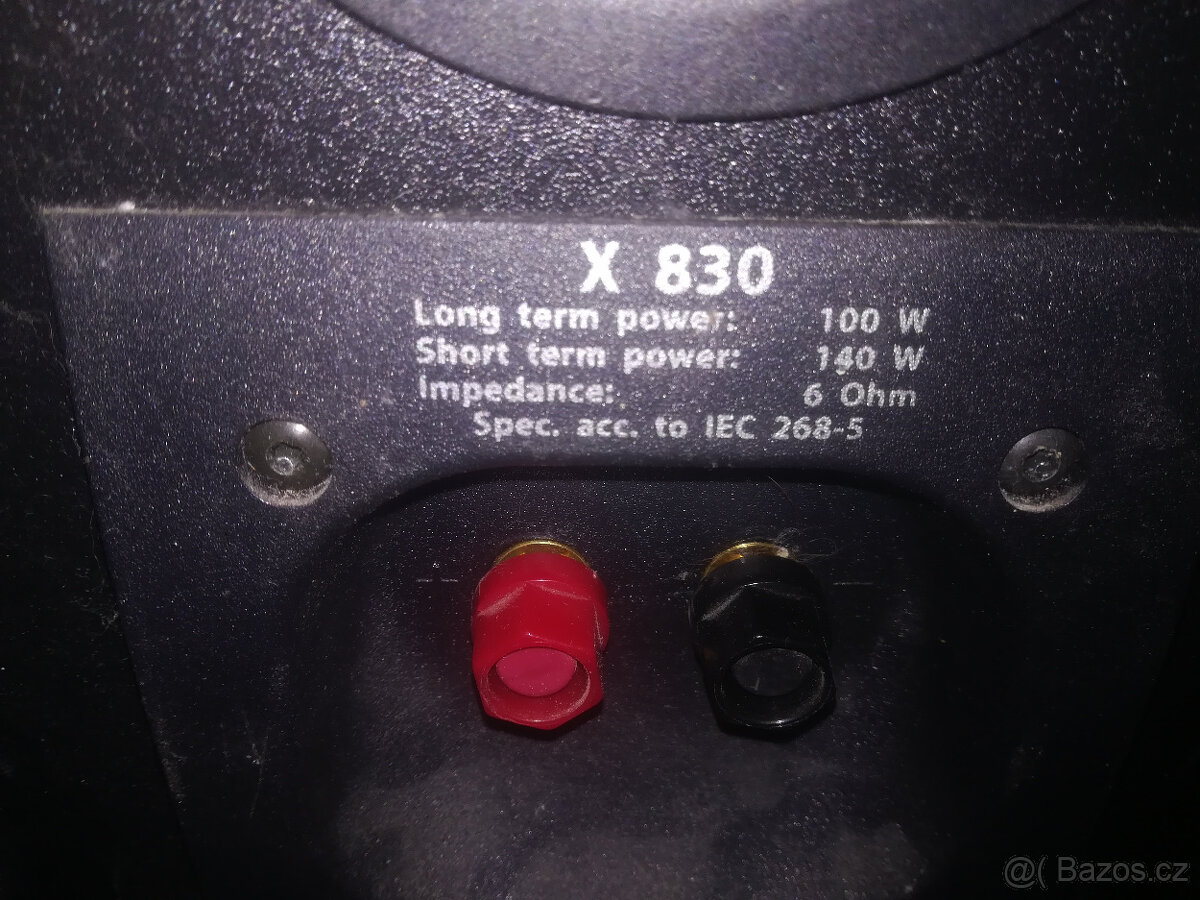 X 830
Long term power: 100 W
Short term power: 140 W
Impedance: 6 Ohm
Spec. acc. to IEC 268-5
@( Bazos.cz